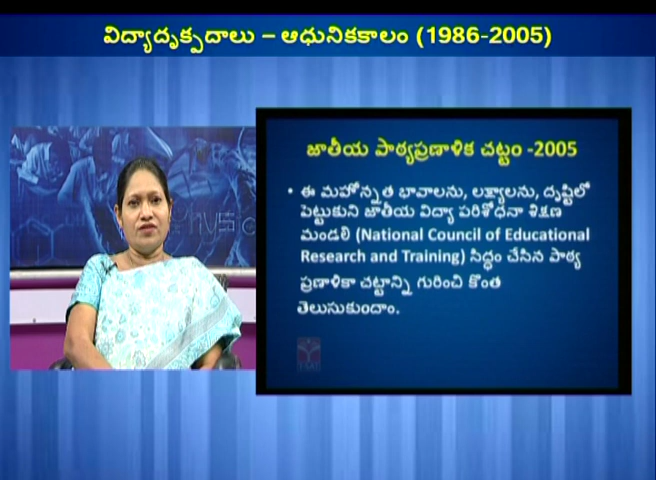 విద్యాదృక్పదాలు – ఆధునికకాలం (1986-2005)
జాతీయ పాఠ్యప్రణాళిక చట్టం -2005
• ఈ మహోన్నత భావాలను, లక్ష్యాలను, దృష్టిలో
పెట్టుకుని జాతీయ విద్యా పరిశోధనా శిక్షణ
మండలి (National Council of Educational
Research and Training) సిద్ధం చేసిన పాఠ్య
ప్రణాళికా చట్టాన్ని గురించి కొంత
తెలుసుకుందాం.